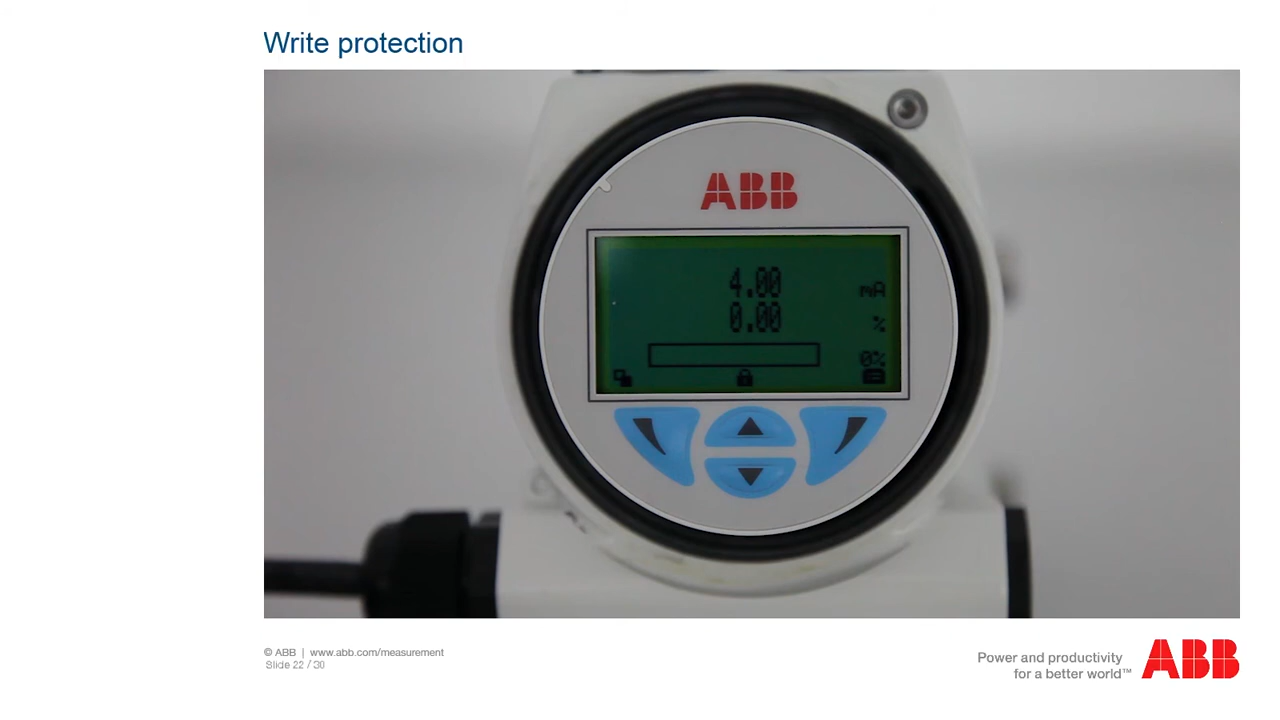 Write protection
ABB
4.00 mA
0.00 %
0%
© ABB | www.abb.com/measurement
Slide 22 / 30
Power and productivity
for a better world™
ABB